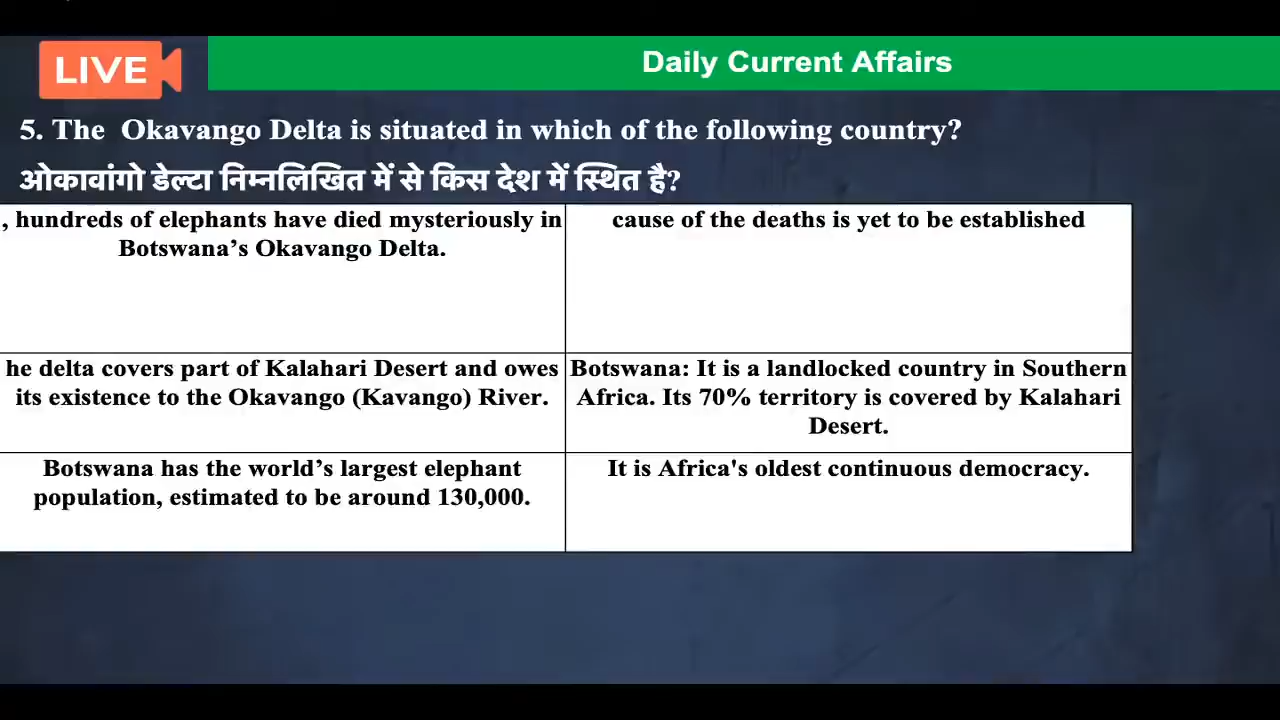 LIVE
Daily Current Affairs
5. The Okavango Delta is situated in which of the following country?
ओकावांगो डेल्टा निम्नलिखित में से किस देश में स्थित है?
, hundreds of elephants have died mysteriously in
Botswana’s Okavango Delta.
cause of the deaths is yet to be established
he delta covers part of Kalahari Desert and owes
its existence to the Okavango (Kavango) River.
Botswana: It is a landlocked country in Southern
Africa. Its 70% territory is covered by Kalahari
Desert.
Botswana has the world’s largest elephant
population, estimated to be around 130,000.
It is Africa's oldest continuous democracy.